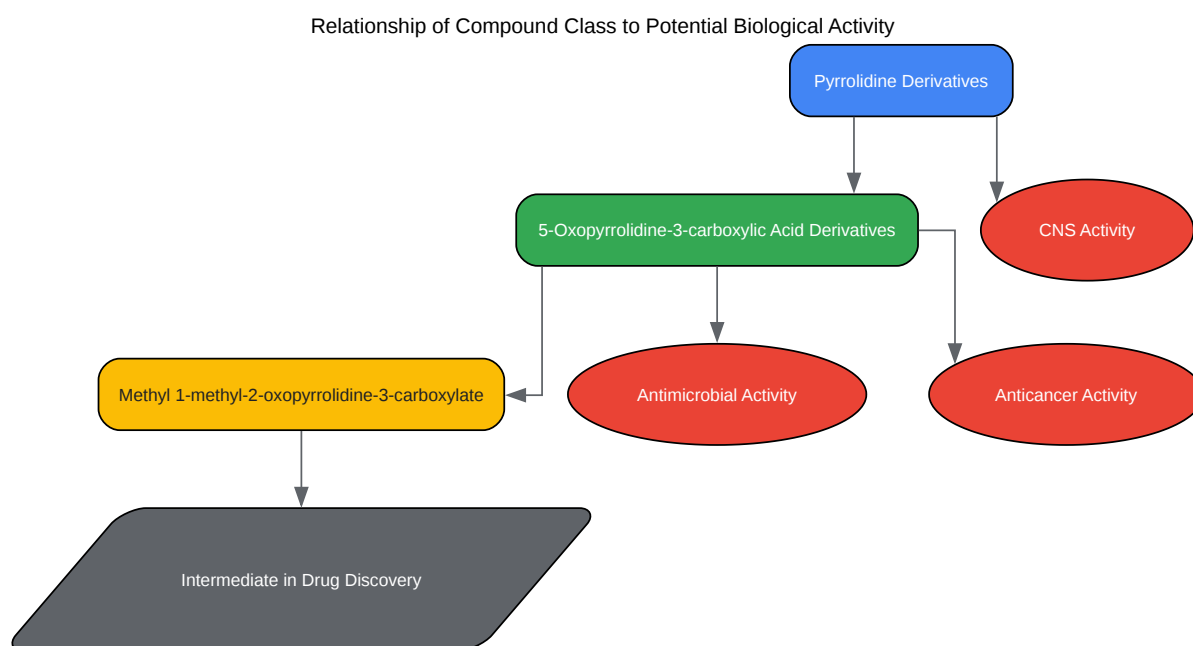 Relationship of Compound Class to Potential Biological Activity
Pyrrolidine Derivatives
5-Oxopyrrolidine-3-carboxylic Acid Derivatives
CNS Activity
Methyl 1-methyl-2-oxopyrrolidine-3-carboxylate
Antimicrobial Activity
Anticancer Activity
Intermediate in Drug Discovery